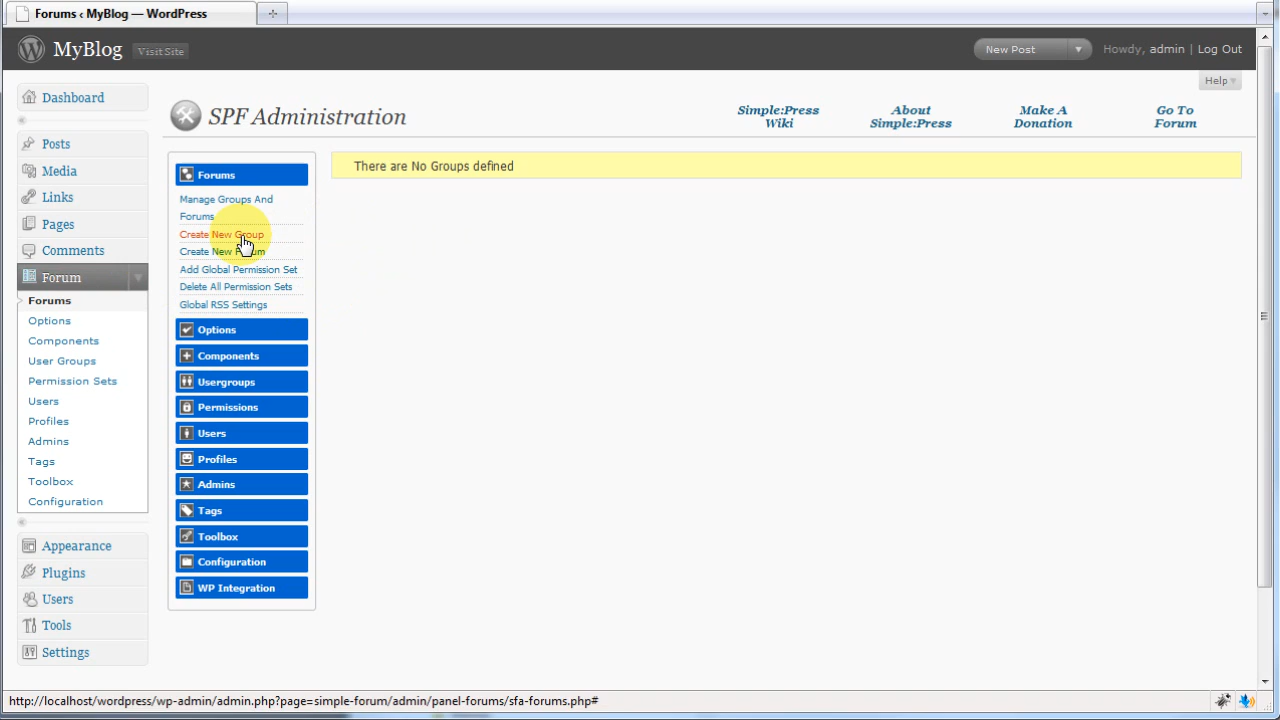 Forums ‹ MyBlog — WordPress
MyBlog
Visit Site
New Post
Howdy, admin | Log Out
Help
Dashboard
Posts
Media
Links
Pages
Comments
Forum
Forums
Options
Components
User Groups
Permission Sets
Users
Profiles
Admins
Tags
Toolbox
Configuration
Appearance
Plugins
Users
Tools
Settings
SPF Administration
Simple:Press
Wiki
About
Simple:Press
Make A
Donation
Go To
Forum
Forums
Manage Groups And
Forums
Create New Group
Create New Forum
Add Global Permission Set
Delete All Permission Sets
Global RSS Settings
Options
Components
Usergroups
Permissions
Users
Profiles
Admins
Tags
Toolbox
Configuration
WP Integration
There are No Groups defined
http://localhost/wordpress/wp-admin/admin.php?page=simple-forum/admin/panel-forums/sfa-forums.php#